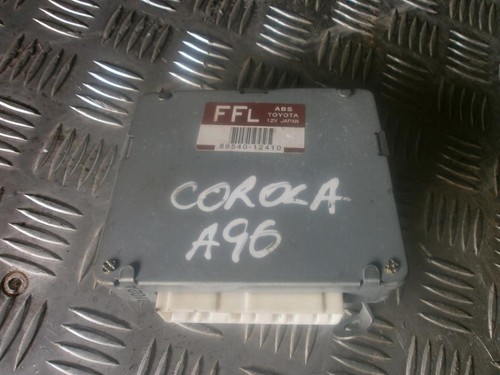 FFL
ABS
TOYOTA
12V JAPAN
89540-12410
COROLA
A96